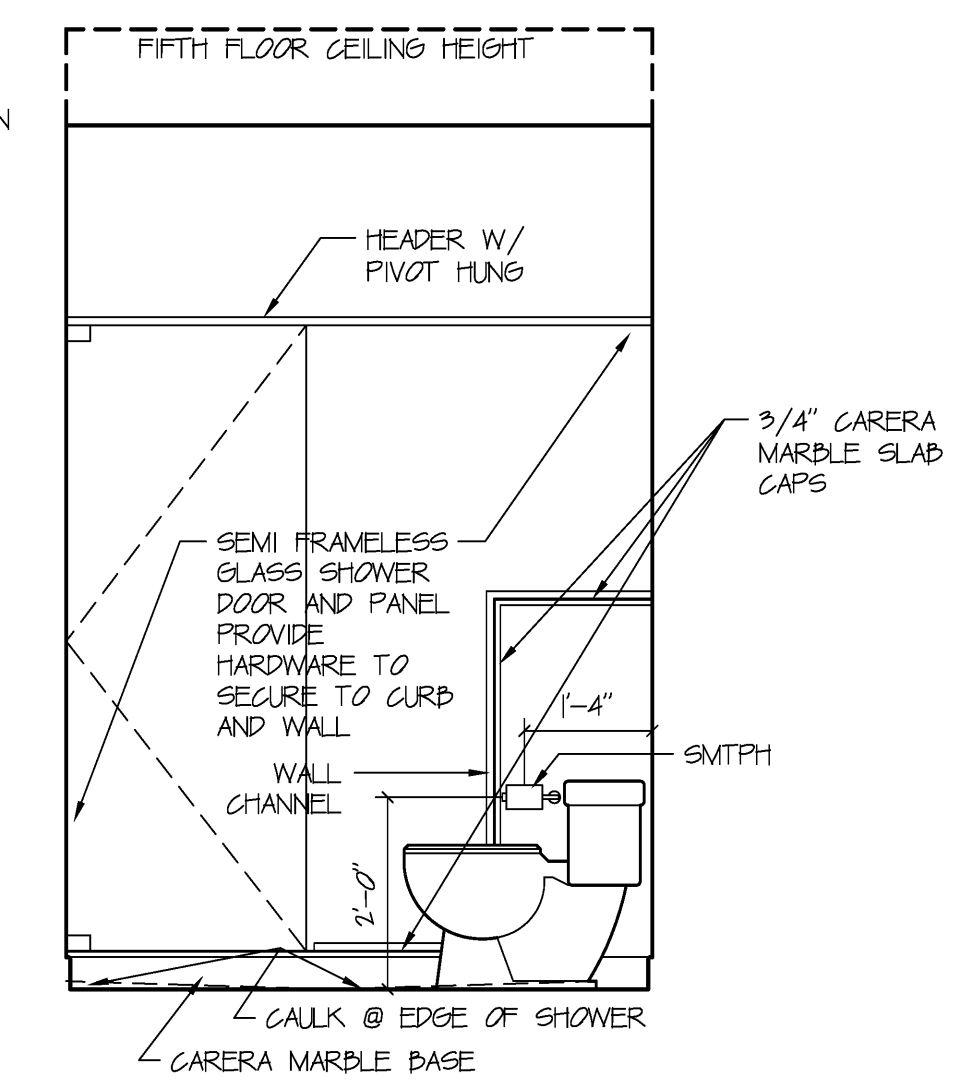 FIFTH FLOOR CEILING HEIGHT
N
HEADER W/
PIVOT HUNG
3/4" CARERA
MARBLE SLAB
CAPS
SEMI FRAMELESS
GLASS SHOWER
DOOR AND PANEL
PROVIDE
HARDWARE TO
SECURE TO CURB
AND WALL
1'-4"
SMTPH
WALL
CHANNEL
2'-0"
CAULK @ EDGE OF SHOWER
CARERA MARBLE BASE